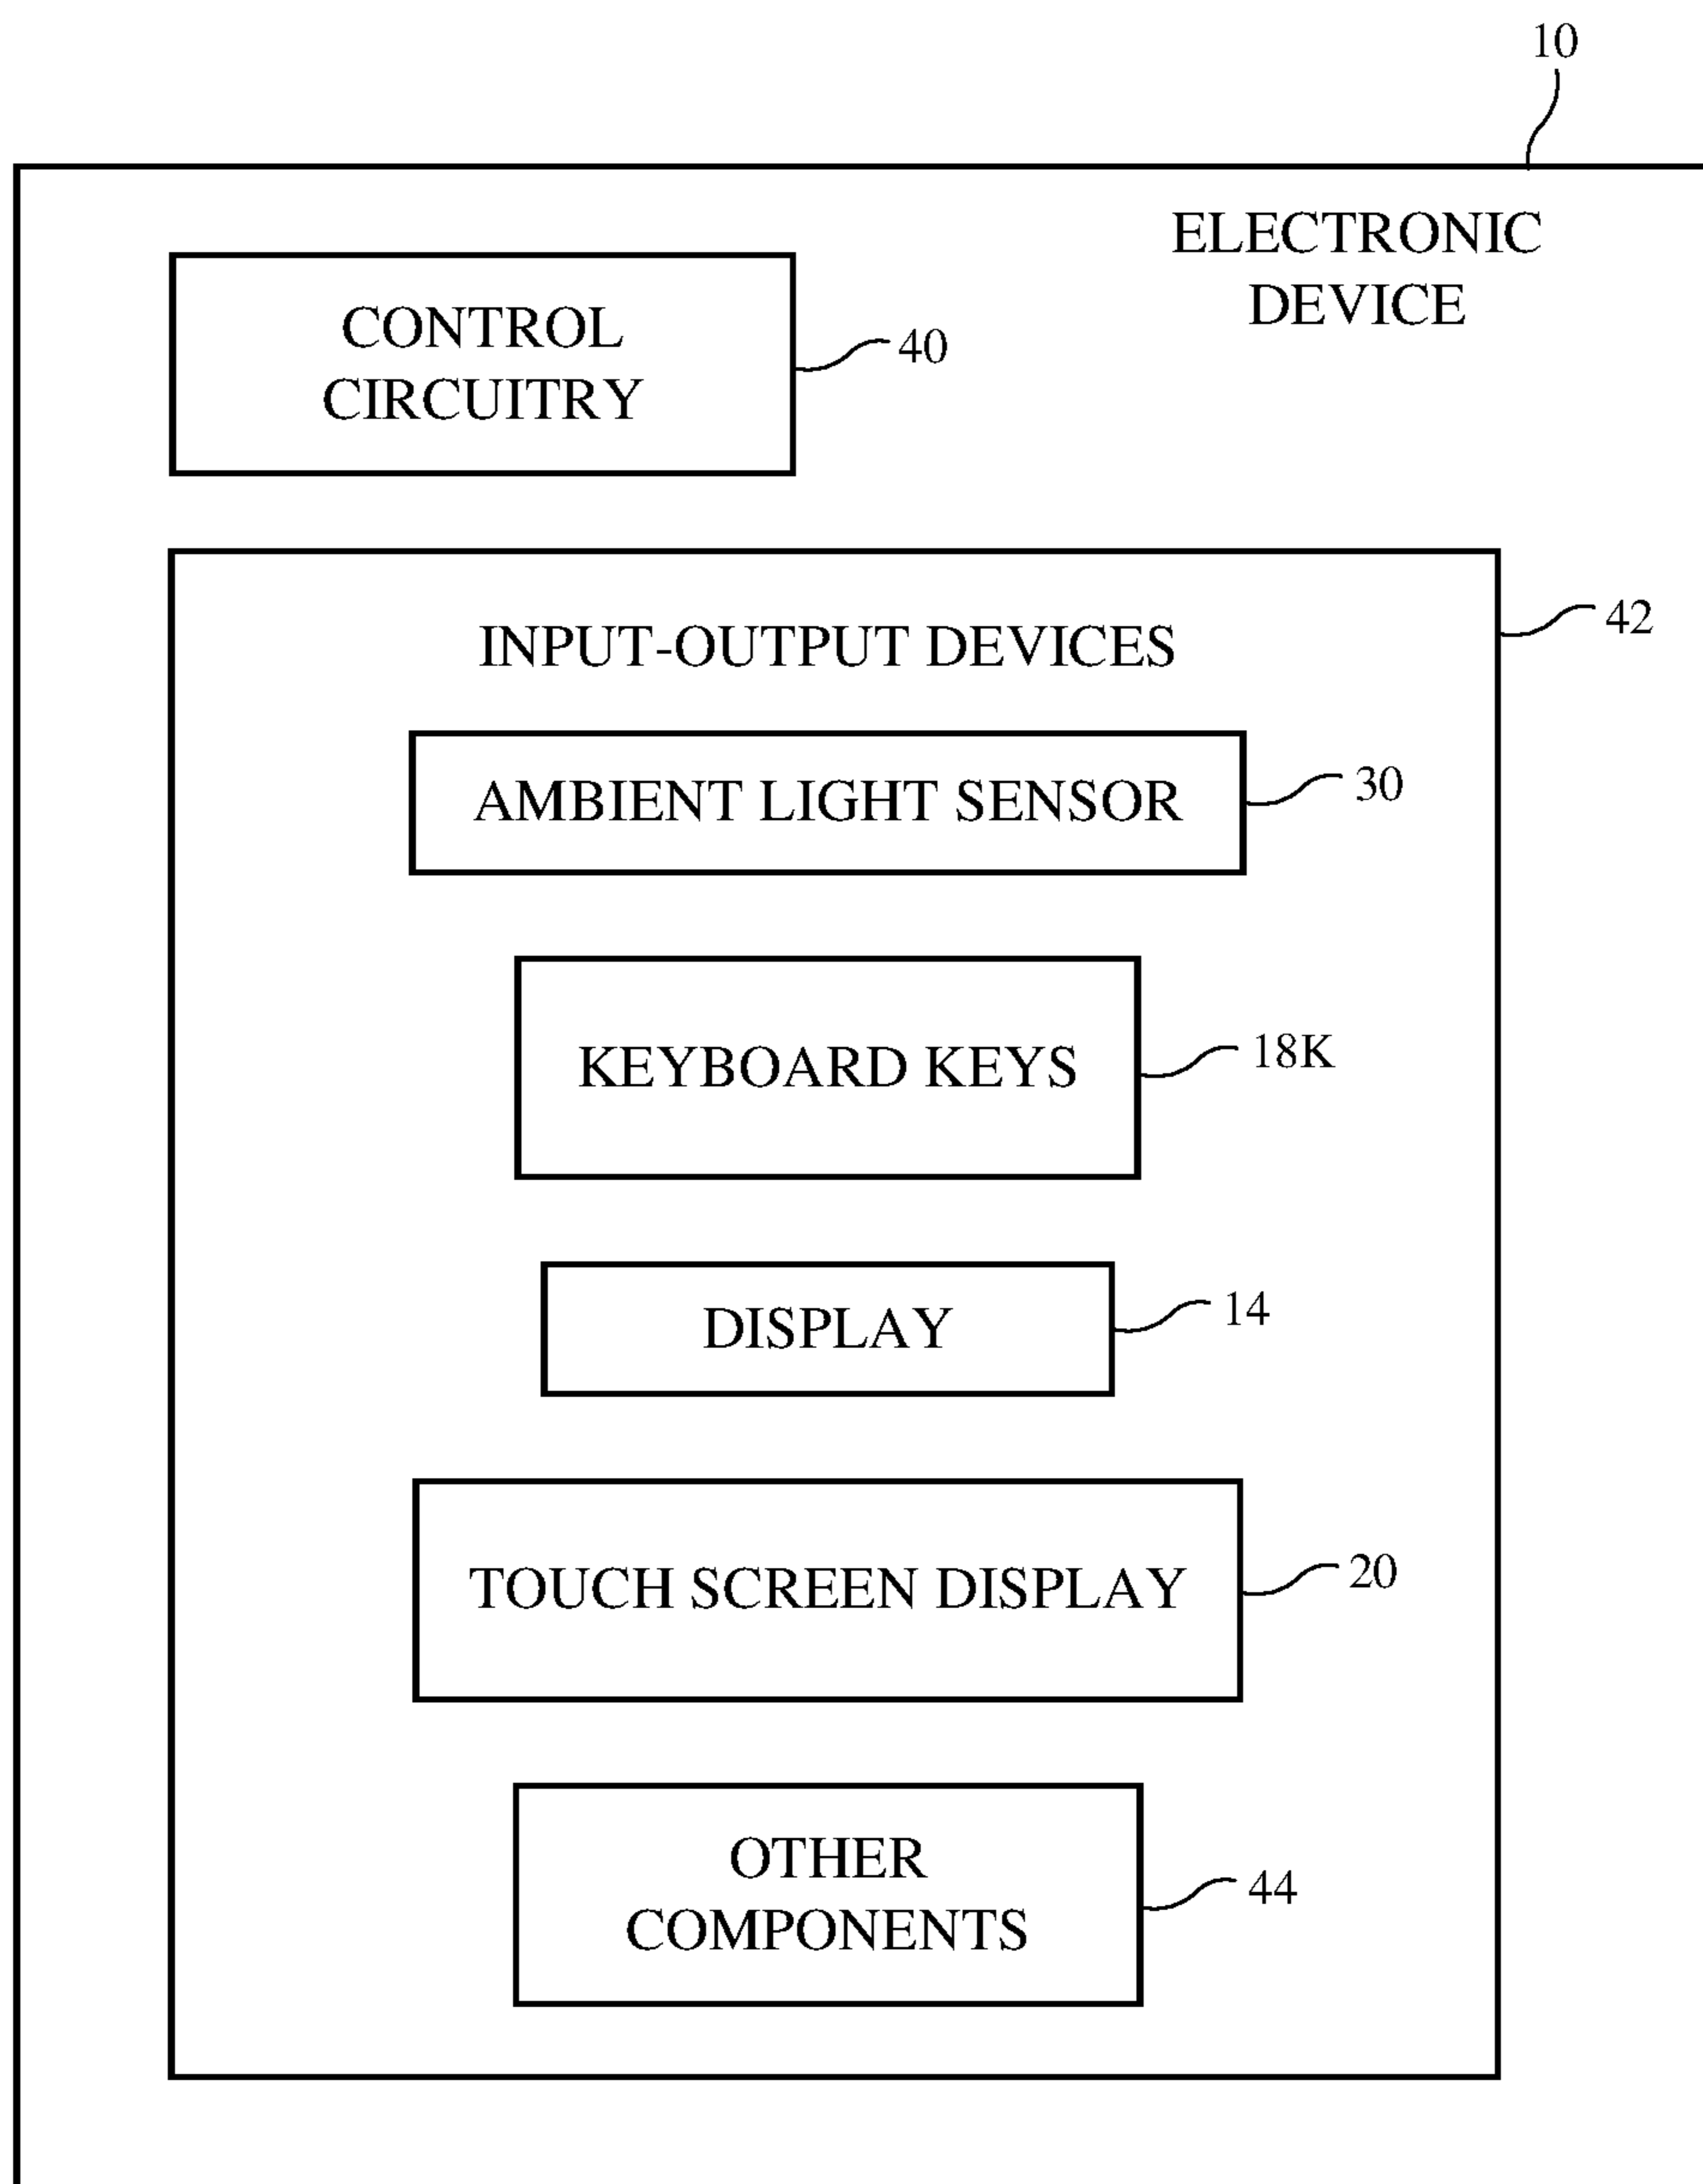 10
ELECTRONIC
DEVICE
CONTROL
CIRCUITRY
40
INPUT-OUTPUT DEVICES
42
AMBIENT LIGHT SENSOR
30
KEYBOARD KEYS
18K
DISPLAY
14
TOUCH SCREEN DISPLAY
20
OTHER
COMPONENTS
44